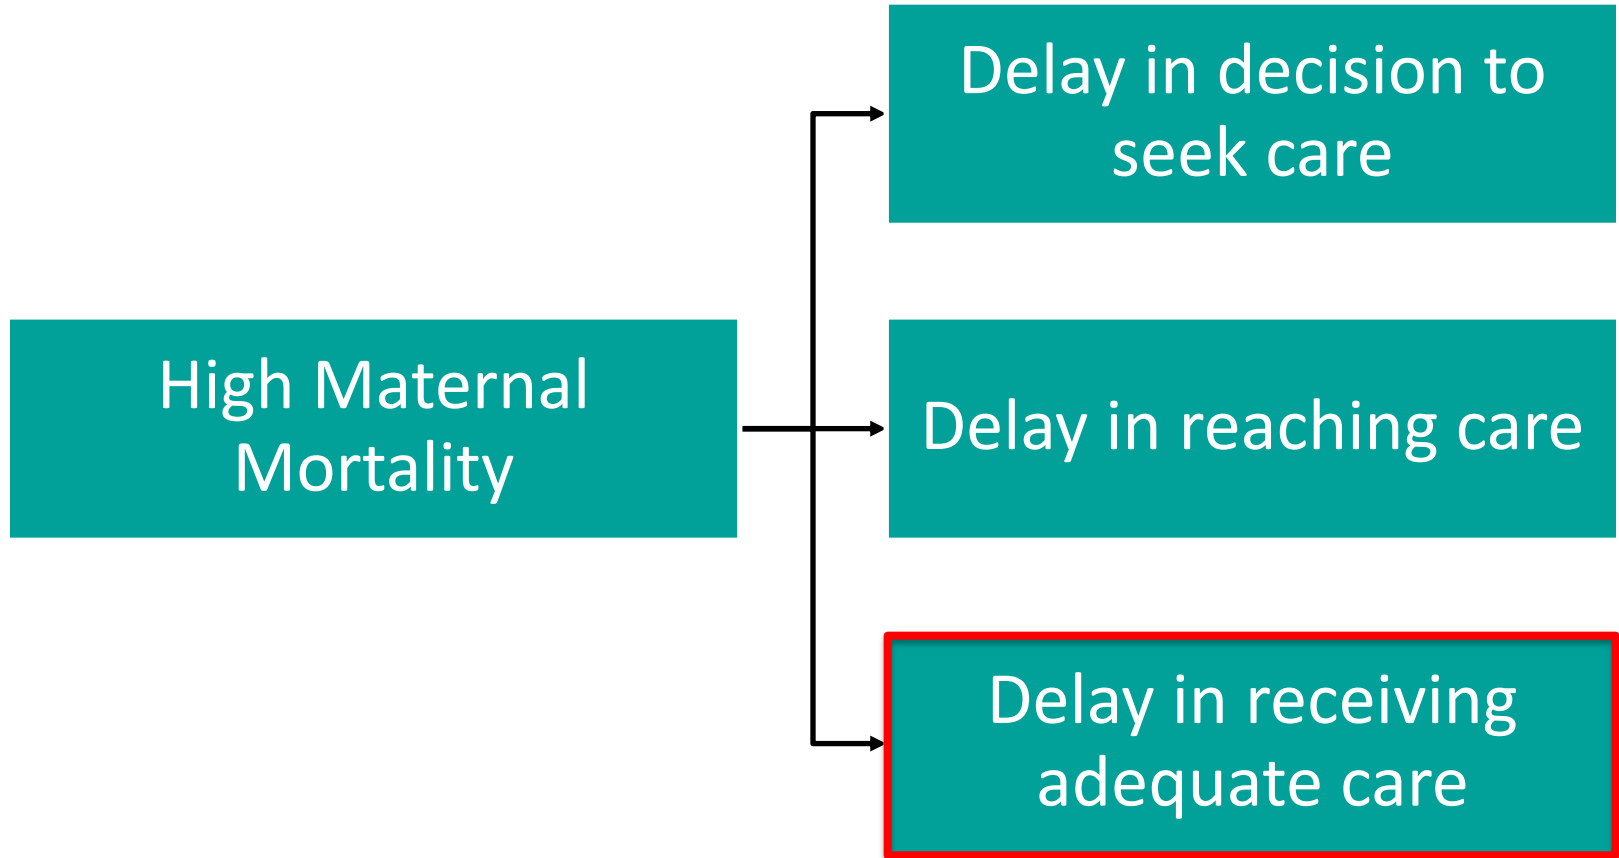 Delay in decision to
seek care
High Maternal
Mortality
Delay in reaching care
Delay in receiving
adequate care